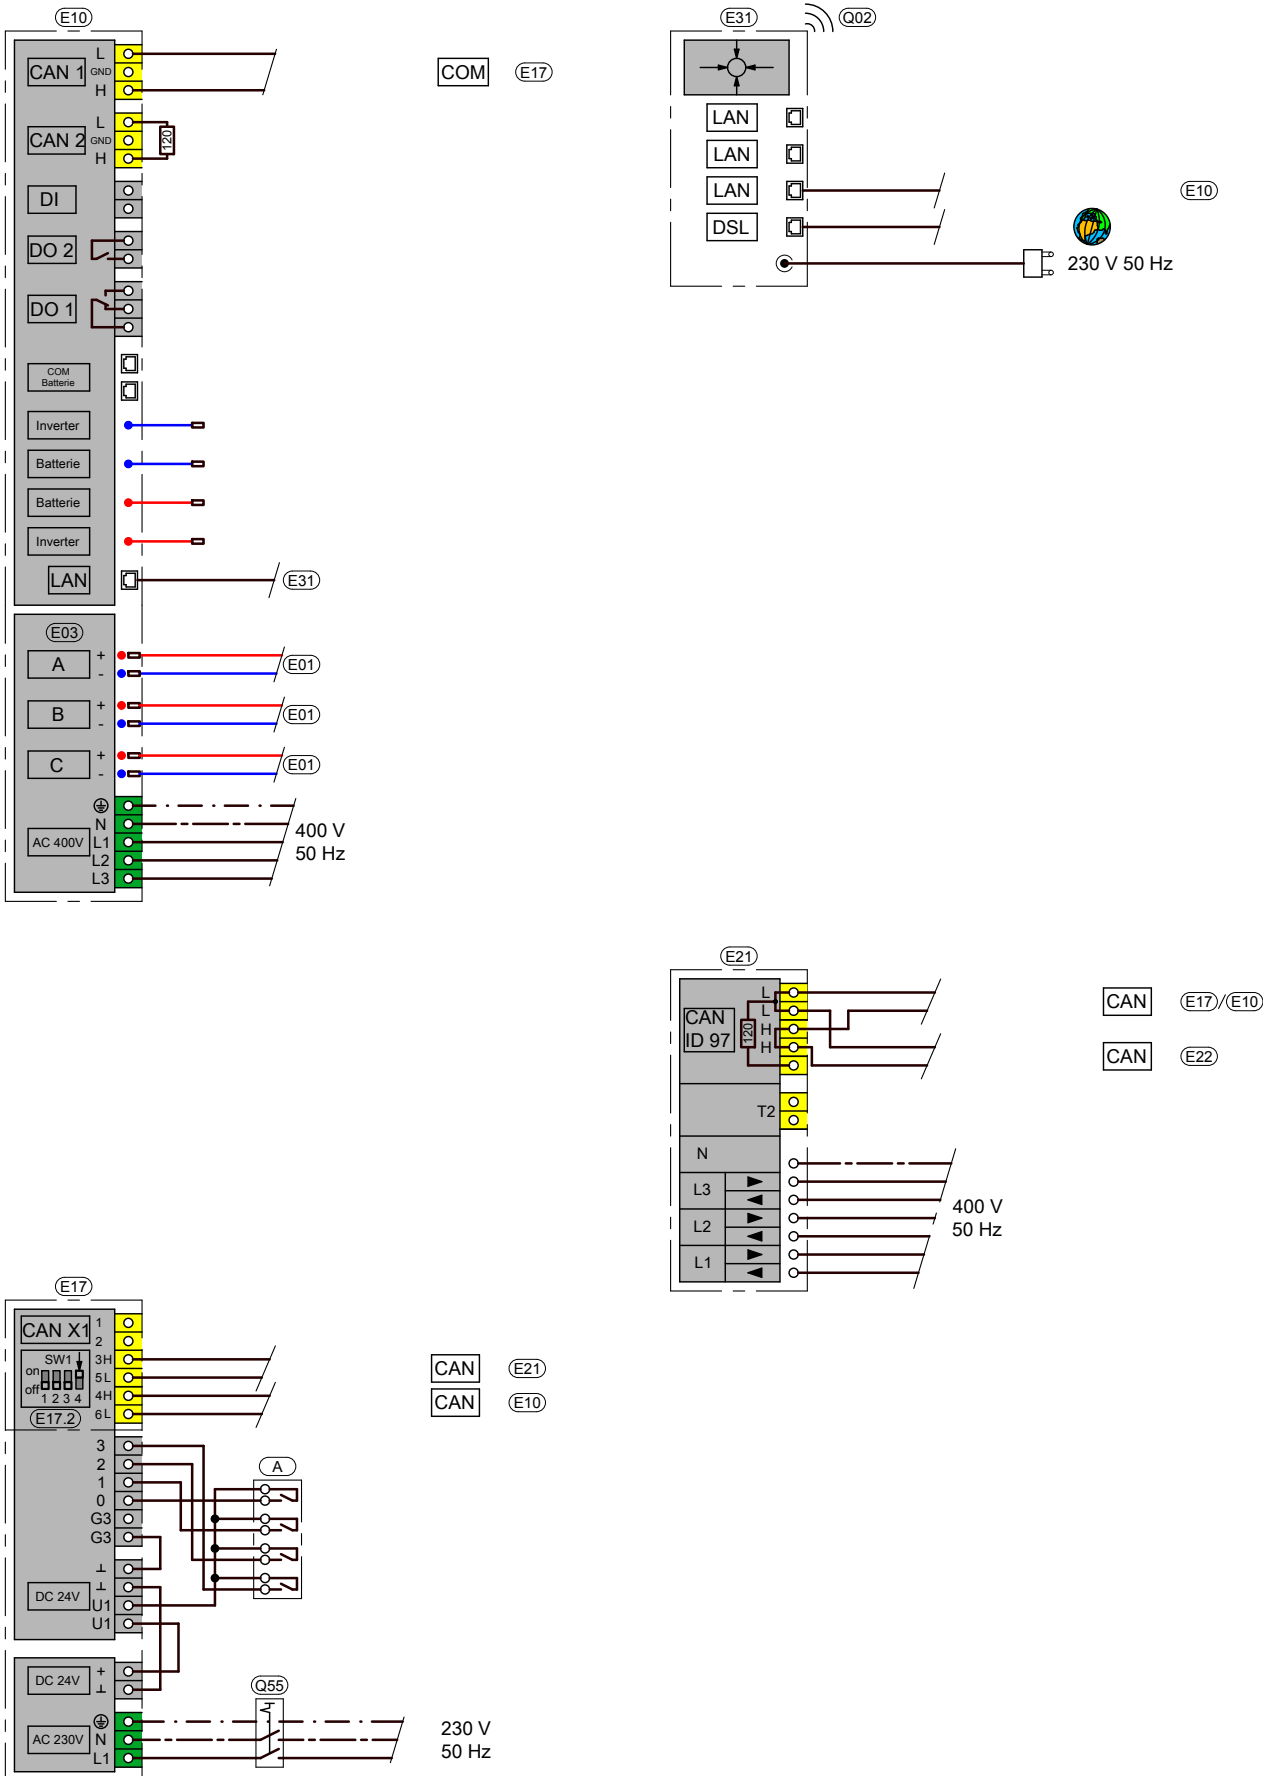 E10
CAN 1
L
GND
H
COM
E17
CAN 2
L
GND
H
120
DI
DO 2
DO 1
COM
Batterie
Inverter
Batterie
Batterie
Inverter
LAN
E31
E03
A
+
-
E01
B
+
-
E01
C
+
-
E01
AC 400V
N
L1
L2
L3
400 V
50 Hz
E31
Q02
LAN
LAN
LAN
E10
DSL
230 V 50 Hz
E21
CAN
ID 97
120
L
L
H
H
CAN
E17/E10
CAN
E22
T2
N
L3
L2
L1
400 V
50 Hz
E17
CAN X1
1
2
3H
5L
4H
6L
SW1
on
off
1 2 3 4
E17.2
CAN
E21
CAN
E10
3
2
1
0
G3
G3
⊥
⊥
U1
U1
DC 24V
A
DC 24V
+
⊥
AC 230V
N
L1
Q55
230 V
50 Hz